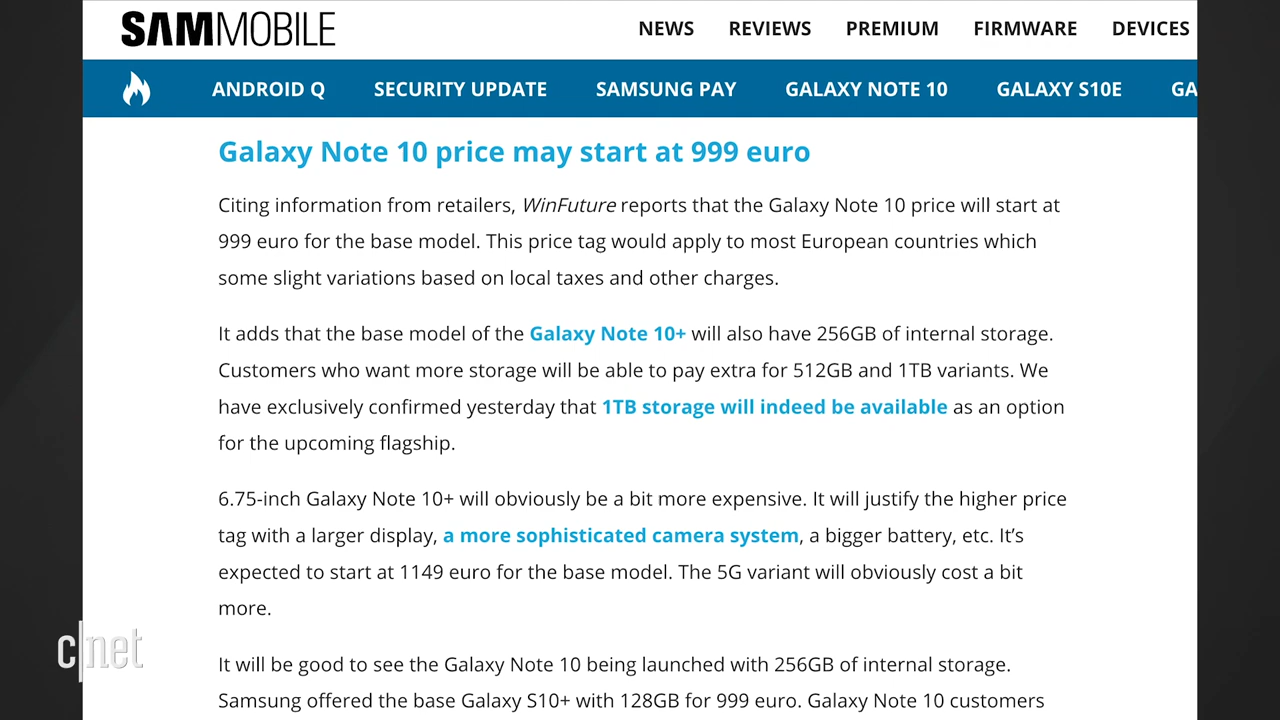 SAMMOBILE
NEWS REVIEWS PREMIUM FIRMWARE DEVICES
ANDROID Q SECURITY UPDATE SAMSUNG PAY GALAXY NOTE 10 GALAXY S10E GA
Galaxy Note 10 price may start at 999 euro
Citing information from retailers, WinFuture reports that the Galaxy Note 10 price will start at
999 euro for the base model. This price tag would apply to most European countries which
some slight variations based on local taxes and other charges.
It adds that the base model of the Galaxy Note 10+ will also have 256GB of internal storage.
Customers who want more storage will be able to pay extra for 512GB and 1TB variants. We
have exclusively confirmed yesterday that 1TB storage will indeed be available as an option
for the upcoming flagship.
6.75-inch Galaxy Note 10+ will obviously be a bit more expensive. It will justify the higher price
tag with a larger display, a more sophisticated camera system, a bigger battery, etc. It’s
expected to start at 1149 euro for the base model. The 5G variant will obviously cost a bit
more.
c|net
It will be good to see the Galaxy Note 10 being launched with 256GB of internal storage.
Samsung offered the base Galaxy S10+ with 128GB for 999 euro. Galaxy Note 10 customers